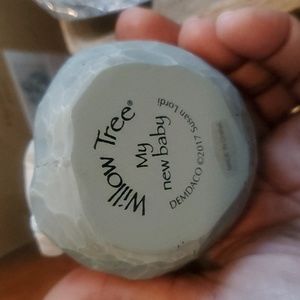 Willow Tree®
My
new baby
DEMDACO ©2017 Susan Lordi